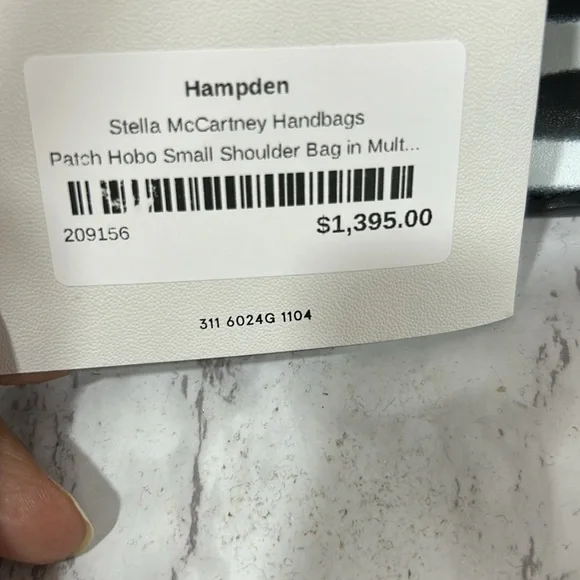 Hampden
Stella McCartney Handbags
Patch Hobo Small Shoulder Bag in Mult...
209156
$1,395.00
311 6024G 1104